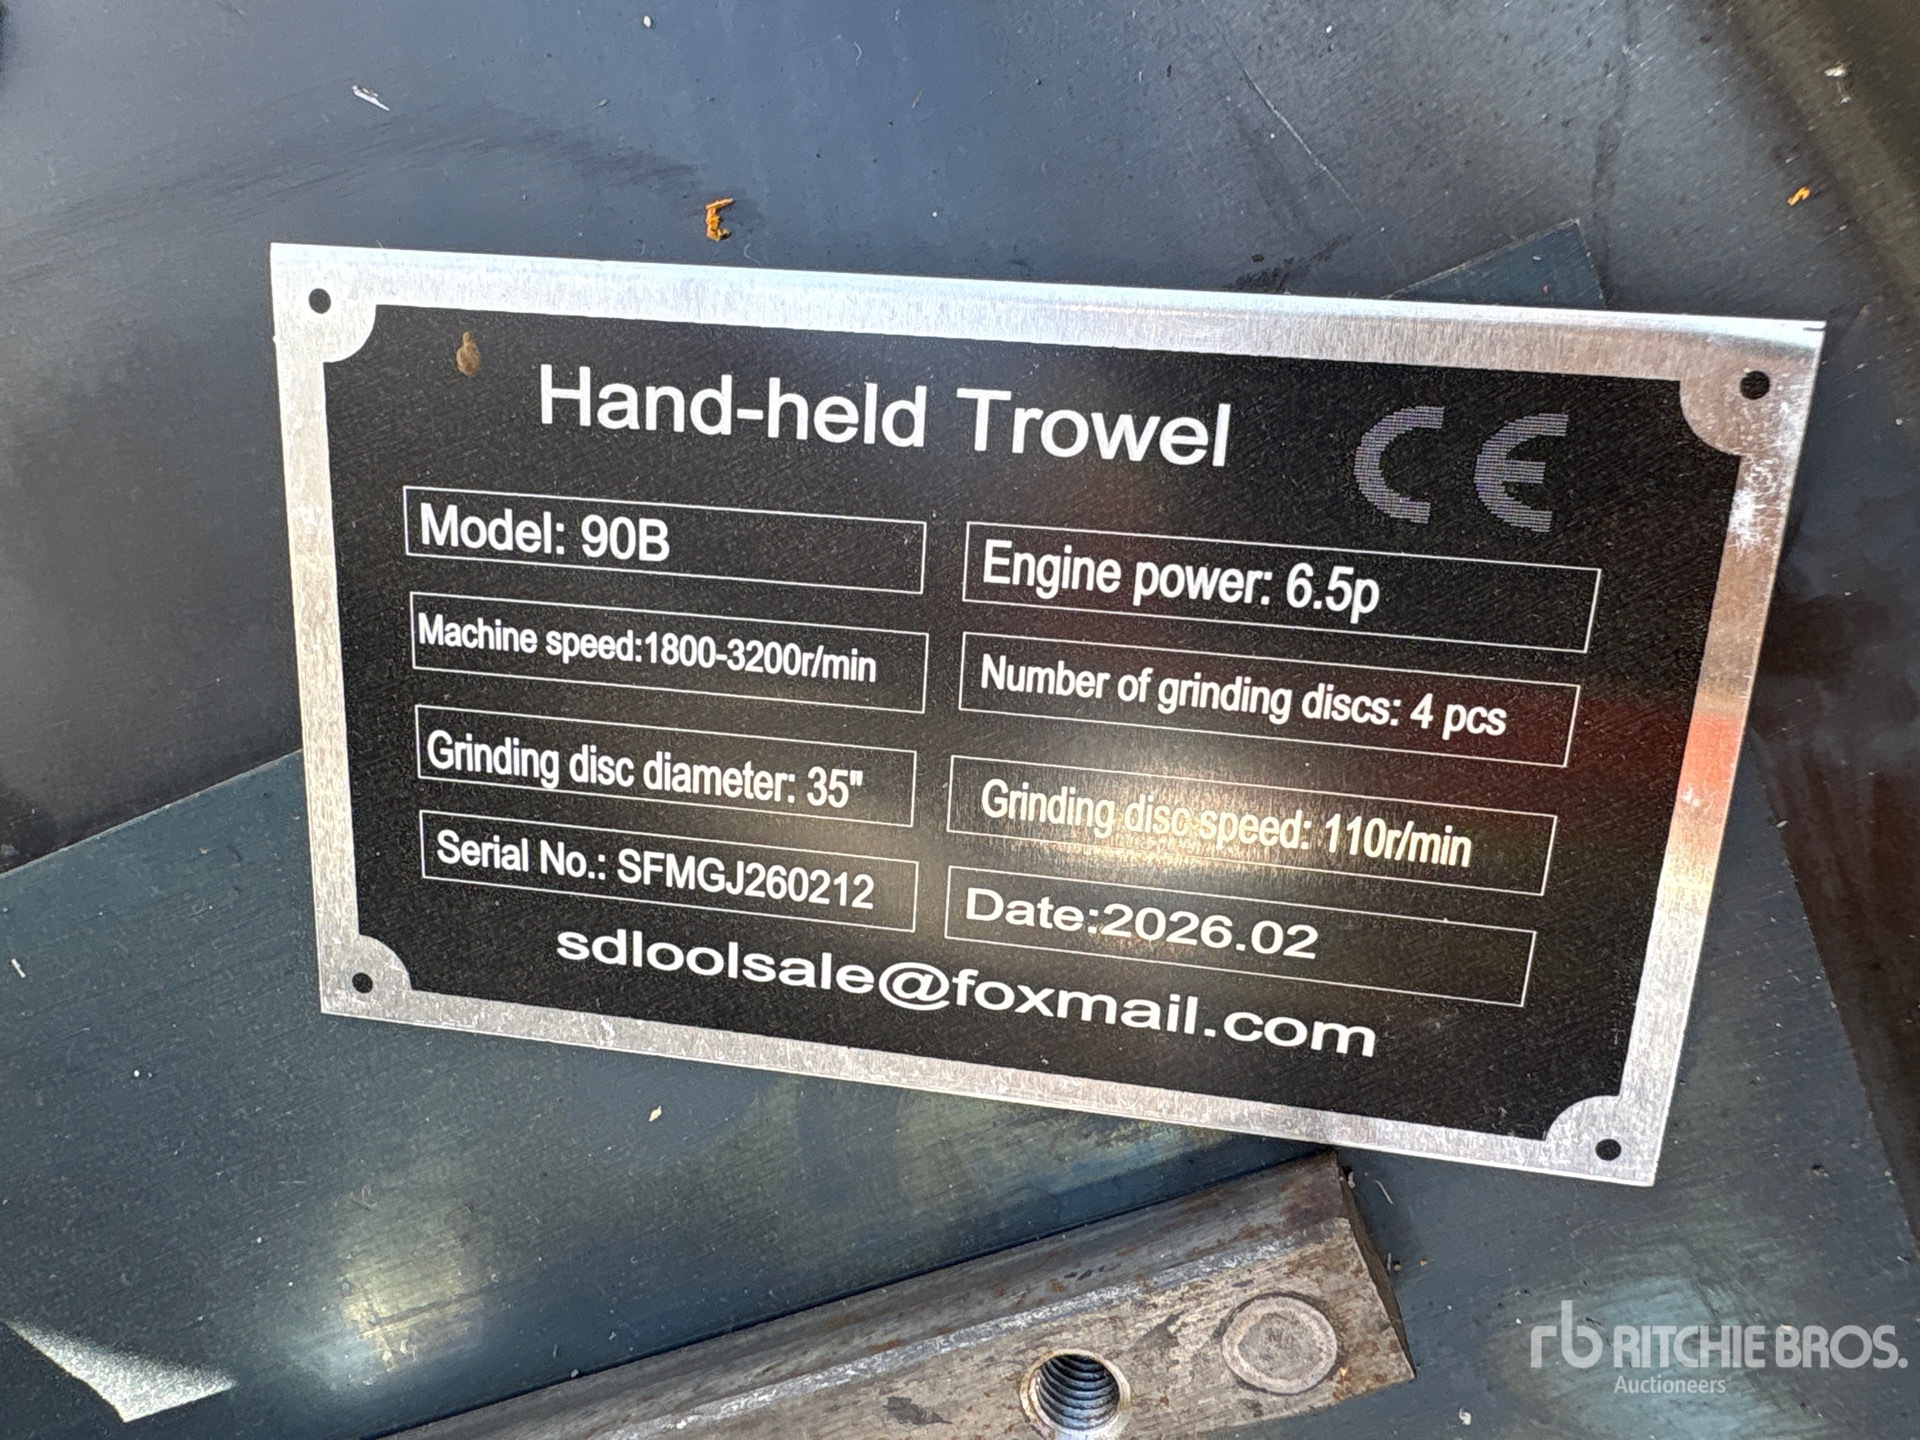 Hand-held Trowel CE
Model: 90B
Engine power: 6.5p
Machine speed:1800-3200r/min
Number of grinding discs: 4 pcs
Grinding disc diameter: 35"
Grinding disc speed: 110r/min
Serial No.: SFMGJ260212
Date:2026.02
sdloolsale@foxmail.com
rb RITCHIE BROS.
Auctioneers